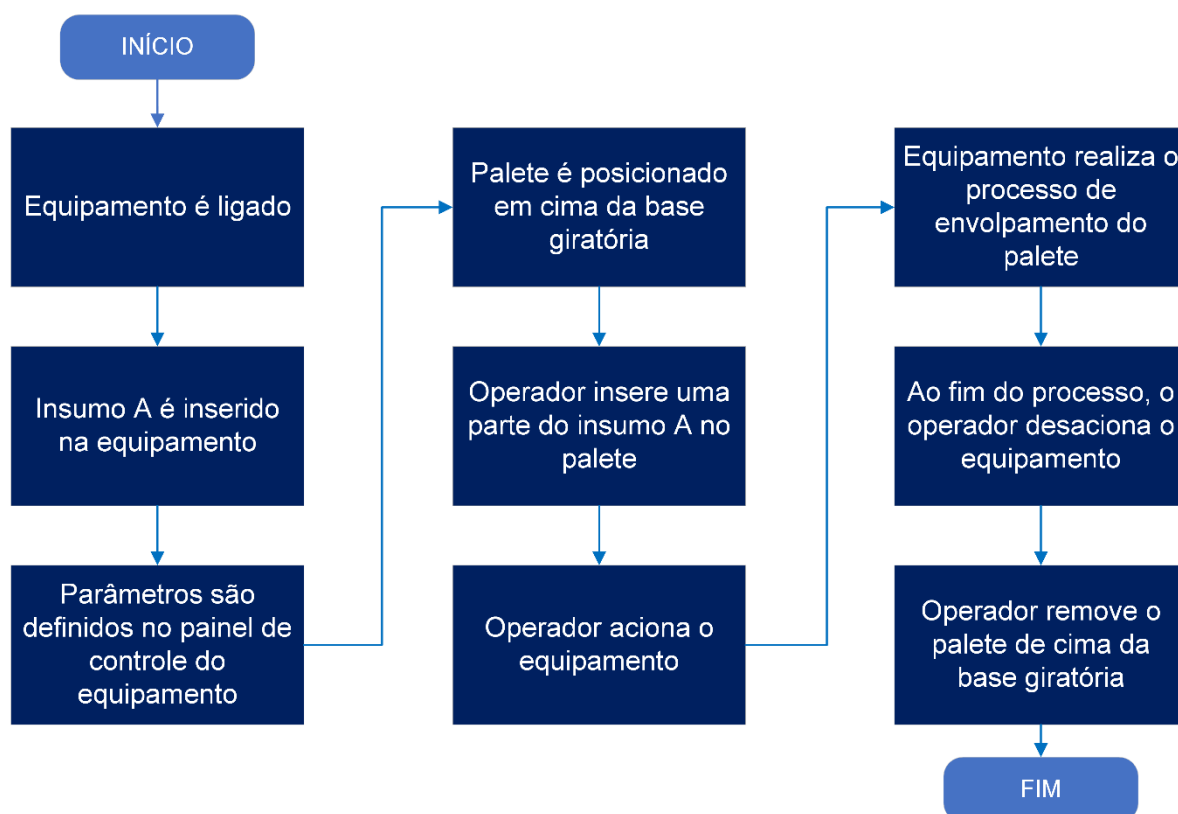 INÍCIO
Equipamento é ligado
Insumo A é inserido
na equipamento
Parâmetros são
definidos no painel de
controle do
equipamento
Palete é posicionado
em cima da base
giratória
Operador insere uma
parte do insumo A no
palete
Operador aciona o
equipamento
Equipamento realiza o
processo de
envolpamento do
palete
Ao fim do processo, o
operador desaciona o
equipamento
Operador remove o
palete de cima da
base giratória
FIM